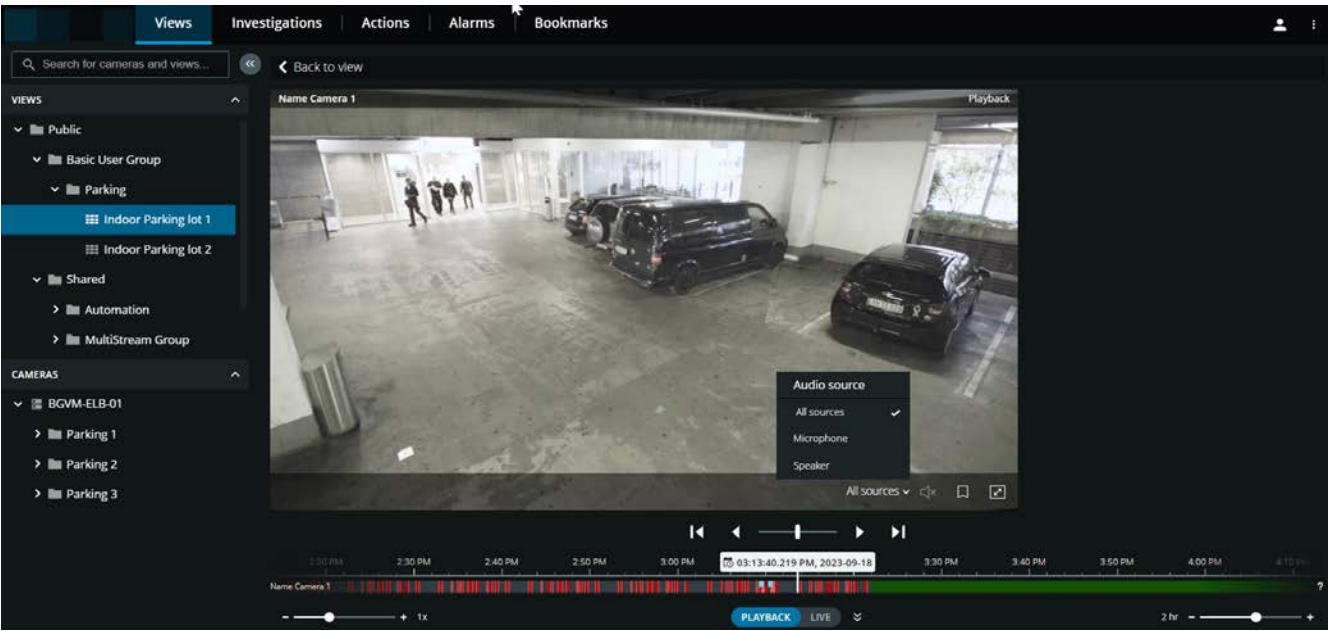 Views Investigations Actions Alarms Bookmarks
Search for cameras and views...
Back to view
VIEWS
Name Camera 1
Playback
Public
Basic User Group
Parking
Indoor Parking lot 1
Indoor Parking lot 2
Shared
Automation
MultiStream Group
CAMERAS
BGVM-ELB-01
Parking 1
Parking 2
Parking 3
Audio source
All sources
Microphone
Speaker
All sources
2:30 PM 2:40 PM 2:50 PM 3:00 PM 03:13:40.219 PM, 2023-09-18 3:30 PM 3:40 PM 3:50 PM 4:00 PM 4:10 PM
Name Camera 1
?
- + 1x
PLAYBACK LIVE
2 hr - +